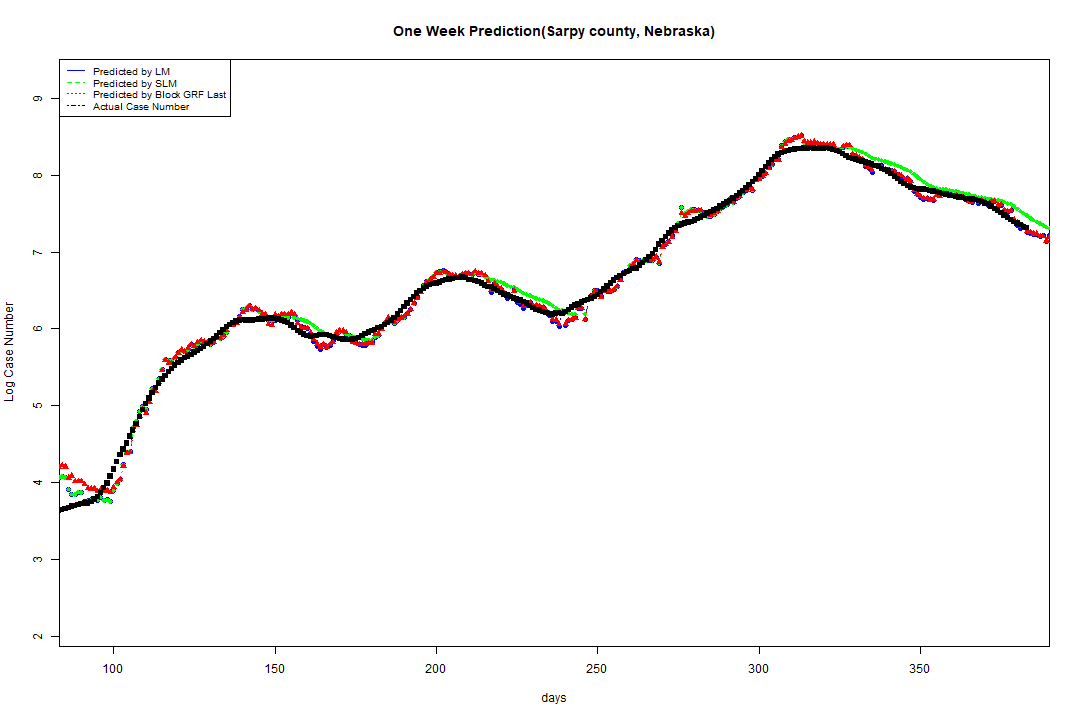 One Week Prediction(Sarpy county, Nebraska)
Predicted by LM
Predicted by SLM
Predicted by Block GRF Last
Actual Case Number
9
8
7
6
5
4
3
2
Log Case Number
100 150 200 250 300 350
days